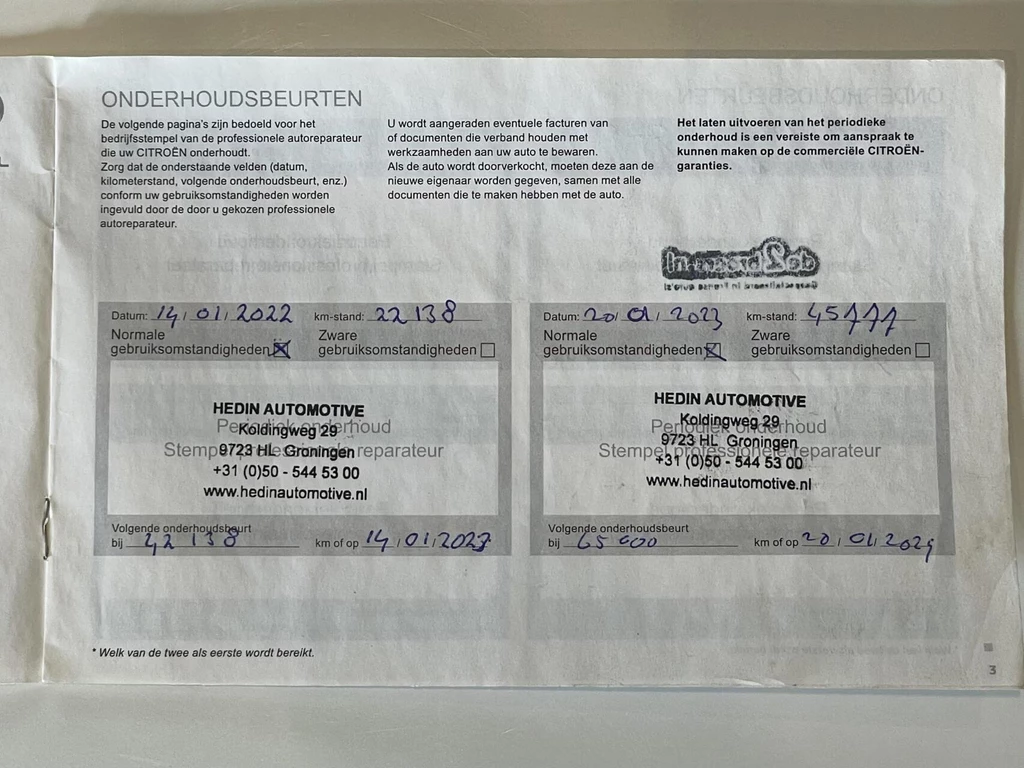 ONDERHOUDSBEURTEN
De volgende pagina's zijn bedoeld voor het
bedrijfsstempel van de professionele autoreparateur
die uw CITROËN onderhoudt.
Zorg dat de onderstaande velden (datum,
kilometerstand, volgende onderhoudsbeurt, enz.)
conform uw gebruiksomstandigheden worden
ingevuld door de door u gekozen professionele
autoreparateur.
U wordt aangeraden eventuele facturen van
of documenten die verband houden met
werkzaamheden aan uw auto te bewaren.
Als de auto wordt doorverkocht, moeten deze aan de
nieuwe eigenaar worden gegeven, samen met alle
documenten die te maken hebben met de auto.
Het laten uitvoeren van het periodieke
onderhoud is een vereiste om aanspraak te
kunnen maken op de commerciële CITROËN-
garanties.
Datum: 14/01/2022 km-stand: 22138
Normale gebruiksomstandigheden
Zware gebruiksomstandigheden
Periodiek onderhoud
Stempel professionele reparateur
HEDIN AUTOMOTIVE
Koldingweg 29
9723 HL Groningen
+31 (0)50 - 544 53 00
www.hedinautomotive.nl
Volgende onderhoudsbeurt
bij 42138 km of op 14/01/2023
Datum: 20/01/2023 km-stand: 45777
Normale gebruiksomstandigheden
Zware gebruiksomstandigheden
Periodiek onderhoud
Stempel professionele reparateur
HEDIN AUTOMOTIVE
Koldingweg 29
9723 HL Groningen
+31 (0)50 - 544 53 00
www.hedinautomotive.nl
Volgende onderhoudsbeurt
bij 65000 km of op 20/01/2024
* Welk van de twee als eerste wordt bereikt.
3